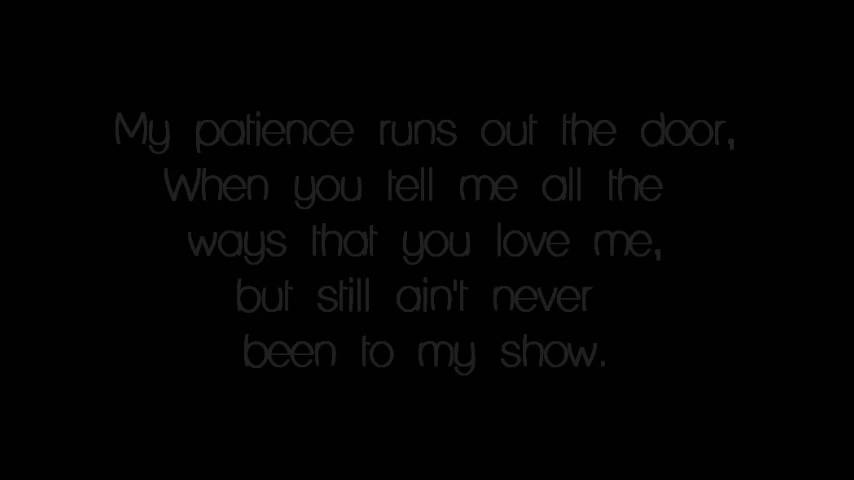 My patience runs out the door,
When you tell me all the
ways that you love me,
but still ain't never
been to my show.